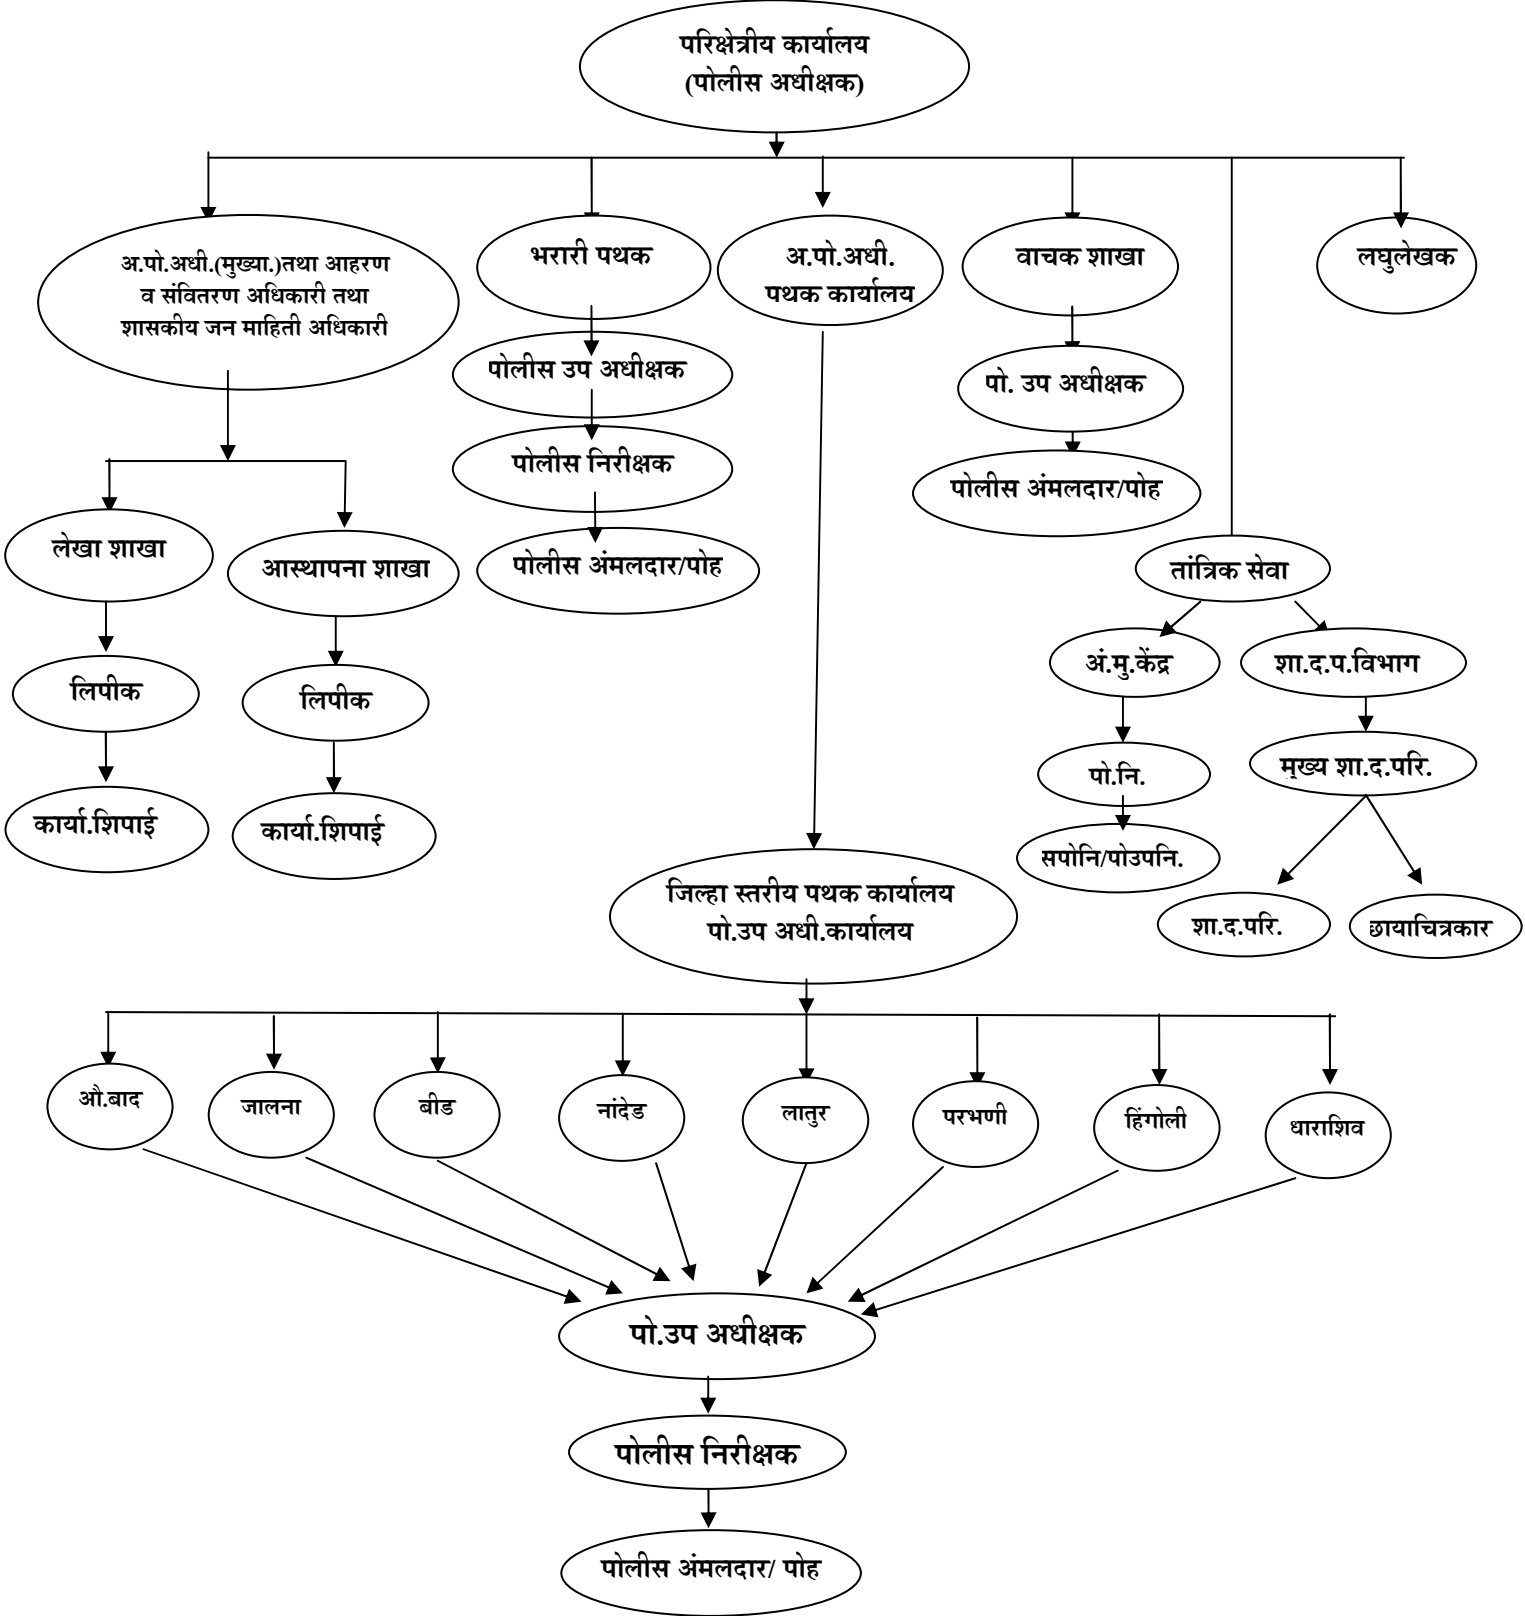 परिक्षेत्रीय कार्यालय
(पोलीस अधीक्षक)
अ.पो.अधी.(मुख्या.)तथा आहरण
व संवितरण अधिकारी तथा
शासकीय जन माहिती अधिकारी
भरारी पथक
अ.पो.अधी.
पथक कार्यालय
वाचक शाखा
लघुलेखक
पोलीस उप अधीक्षक
पो. उप अधीक्षक
पोलीस निरीक्षक
पोलीस अंमलदार/पोह
लेखा शाखा
आस्थापना शाखा
पोलीस अंमलदार/पोह
तांत्रिक सेवा
अं.मु.केंद्र
शा.द.प.विभाग
लिपीक
लिपीक
पो.नि.
मुख्य शा.द.परि.
कार्या.शिपाई
कार्या.शिपाई
सपोनि/पोउपनि.
जिल्हा स्तरीय पथक कार्यालय
पो.उप अधी.कार्यालय
शा.द.परि.
छायाचित्रकार
औ.बाद
जालना
बीड
नांदेड
लातुर
परभणी
हिंगोली
धाराशिव
पो.उप अधीक्षक
पोलीस निरीक्षक
पोलीस अंमलदार/ पोह